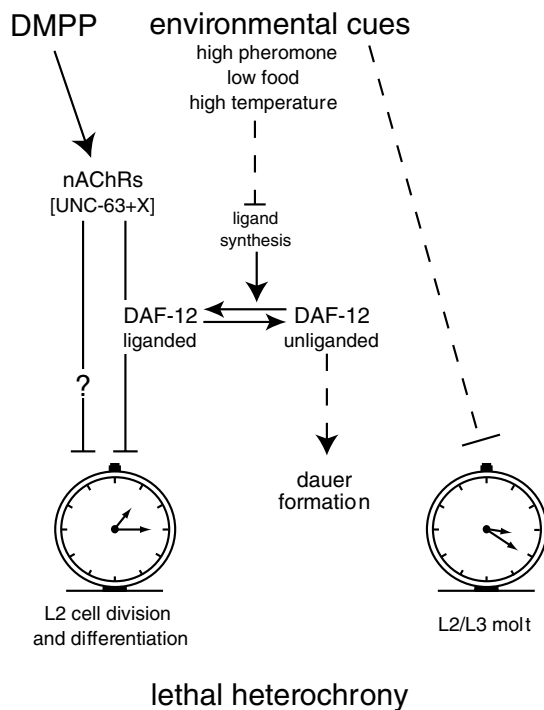 DMPP
environmental cues
high pheromone
low food
high temperature
nAChRs
[UNC-63+X]
ligand
synthesis
DAF-12
liganded
DAF-12
unliganded
?
dauer
formation
L2 cell division
and differentiation
L2/L3 molt
lethal heterochrony